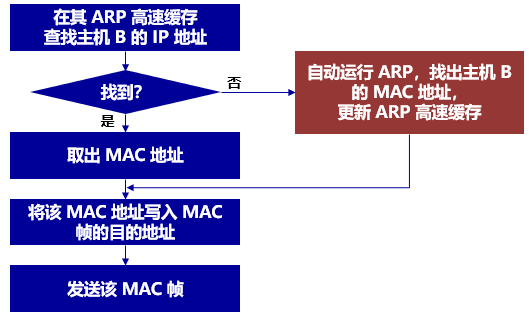 在其 ARP 高速缓存
查找主机 B 的 IP 地址
找到？
否
自动运行 ARP，找出主机 B
的 MAC 地址，
更新 ARP 高速缓存
是
取出 MAC 地址
将该 MAC 地址写入 MAC
帧的目的地址
发送该 MAC 帧